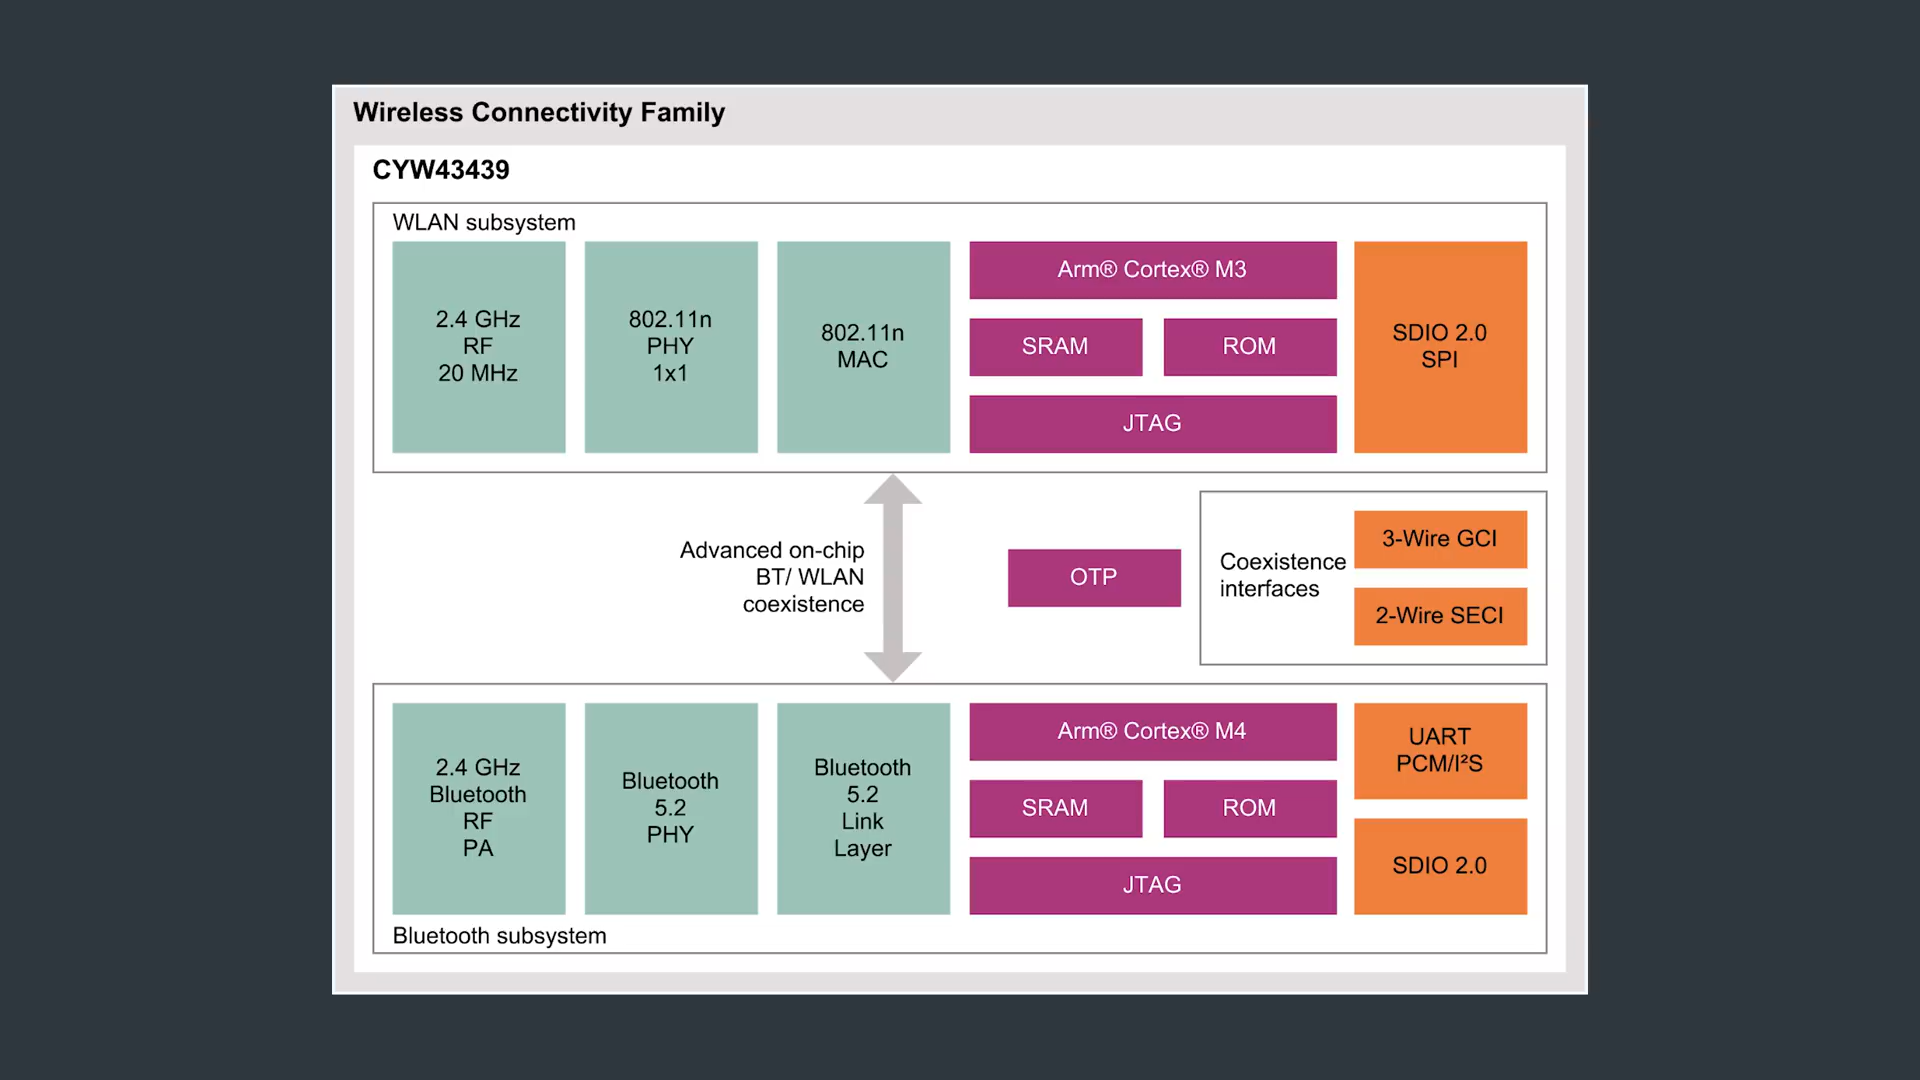 Wireless Connectivity Family
CYW43439
WLAN subsystem
2.4 GHz
RF
20 MHz
802.11n
PHY
1x1
802.11n
MAC
Arm® Cortex® M3
SRAM
ROM
JTAG
SDIO 2.0
SPI
Advanced on-chip
BT/ WLAN
coexistence
OTP
Coexistence
interfaces
3-Wire GCI
2-Wire SECI
2.4 GHz
Bluetooth
RF
PA
Bluetooth
5.2
PHY
Bluetooth
5.2
Link
Layer
Arm® Cortex® M4
SRAM
ROM
JTAG
UART
PCM/I²S
SDIO 2.0
Bluetooth subsystem